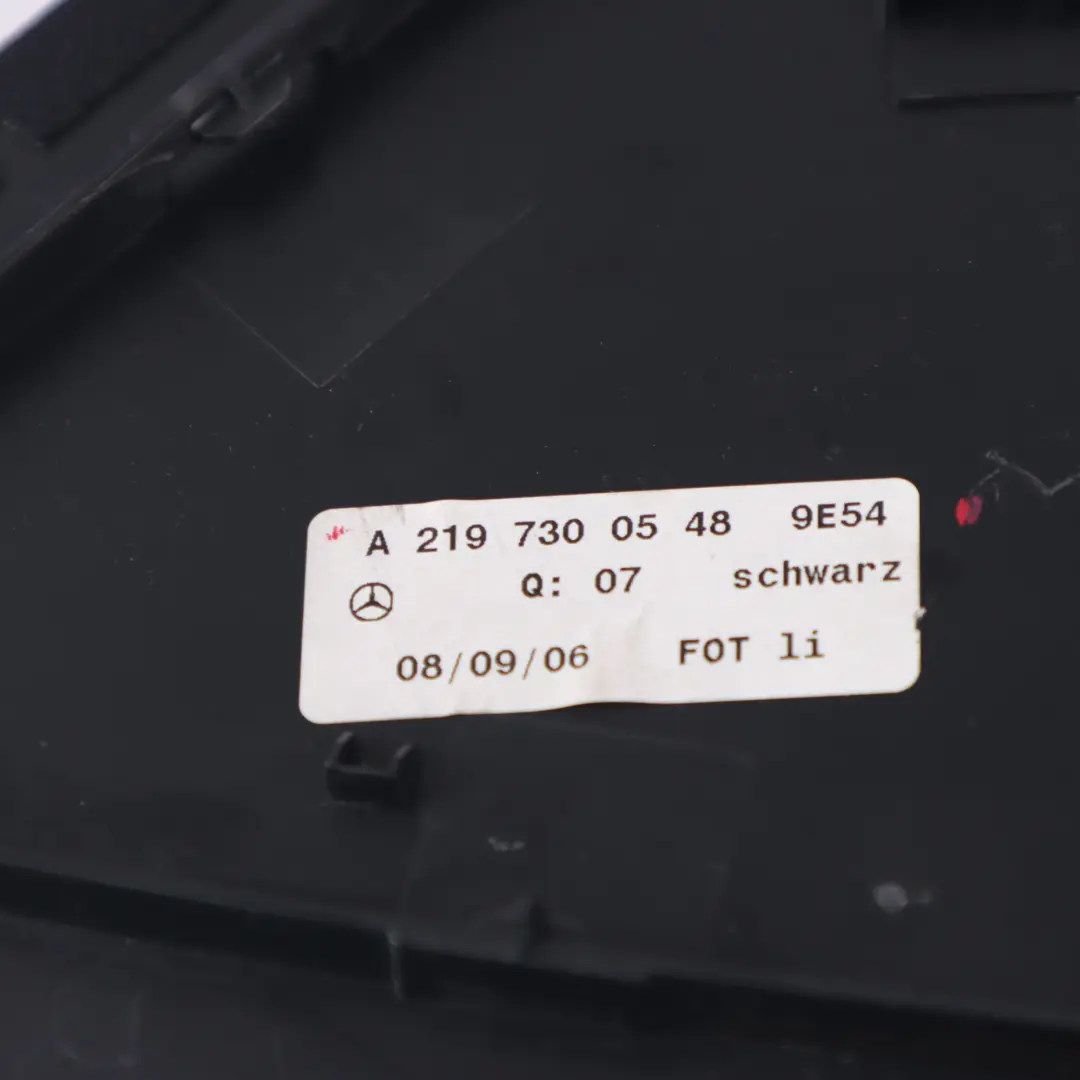 A 219 730 05 48 9E54
Q: 07 schwarz
08/09/06 FOT li